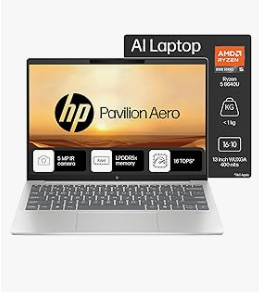 AI Laptop
AMD
RYZEN
Ryzen
5 8640U
KG
< 1 kg
16:10
13 inch WUXGA
400 nits
hp Pavilion Aero
5 MP IR
camera
LPDDR5x
memory
16 TOPS*